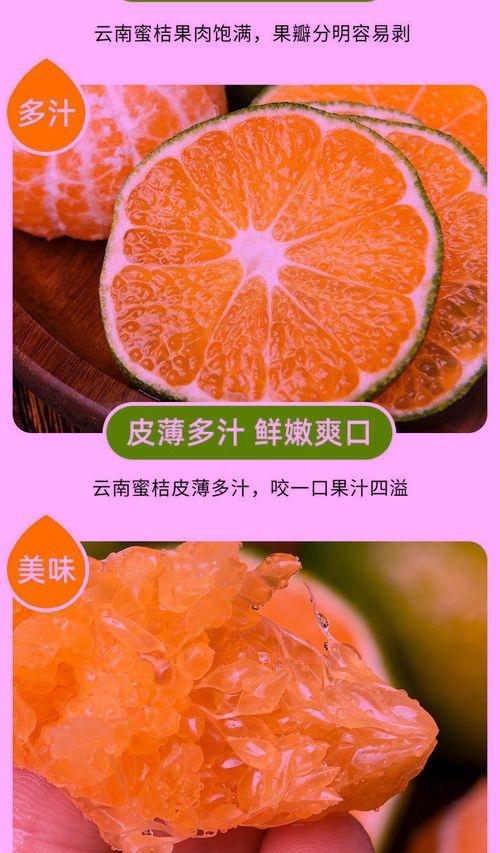 云南蜜桔果肉饱满，果瓣分明容易剥
多汁
皮薄多汁 鲜嫩爽口
云南蜜桔皮薄多汁，咬一口果汁四溢
美味